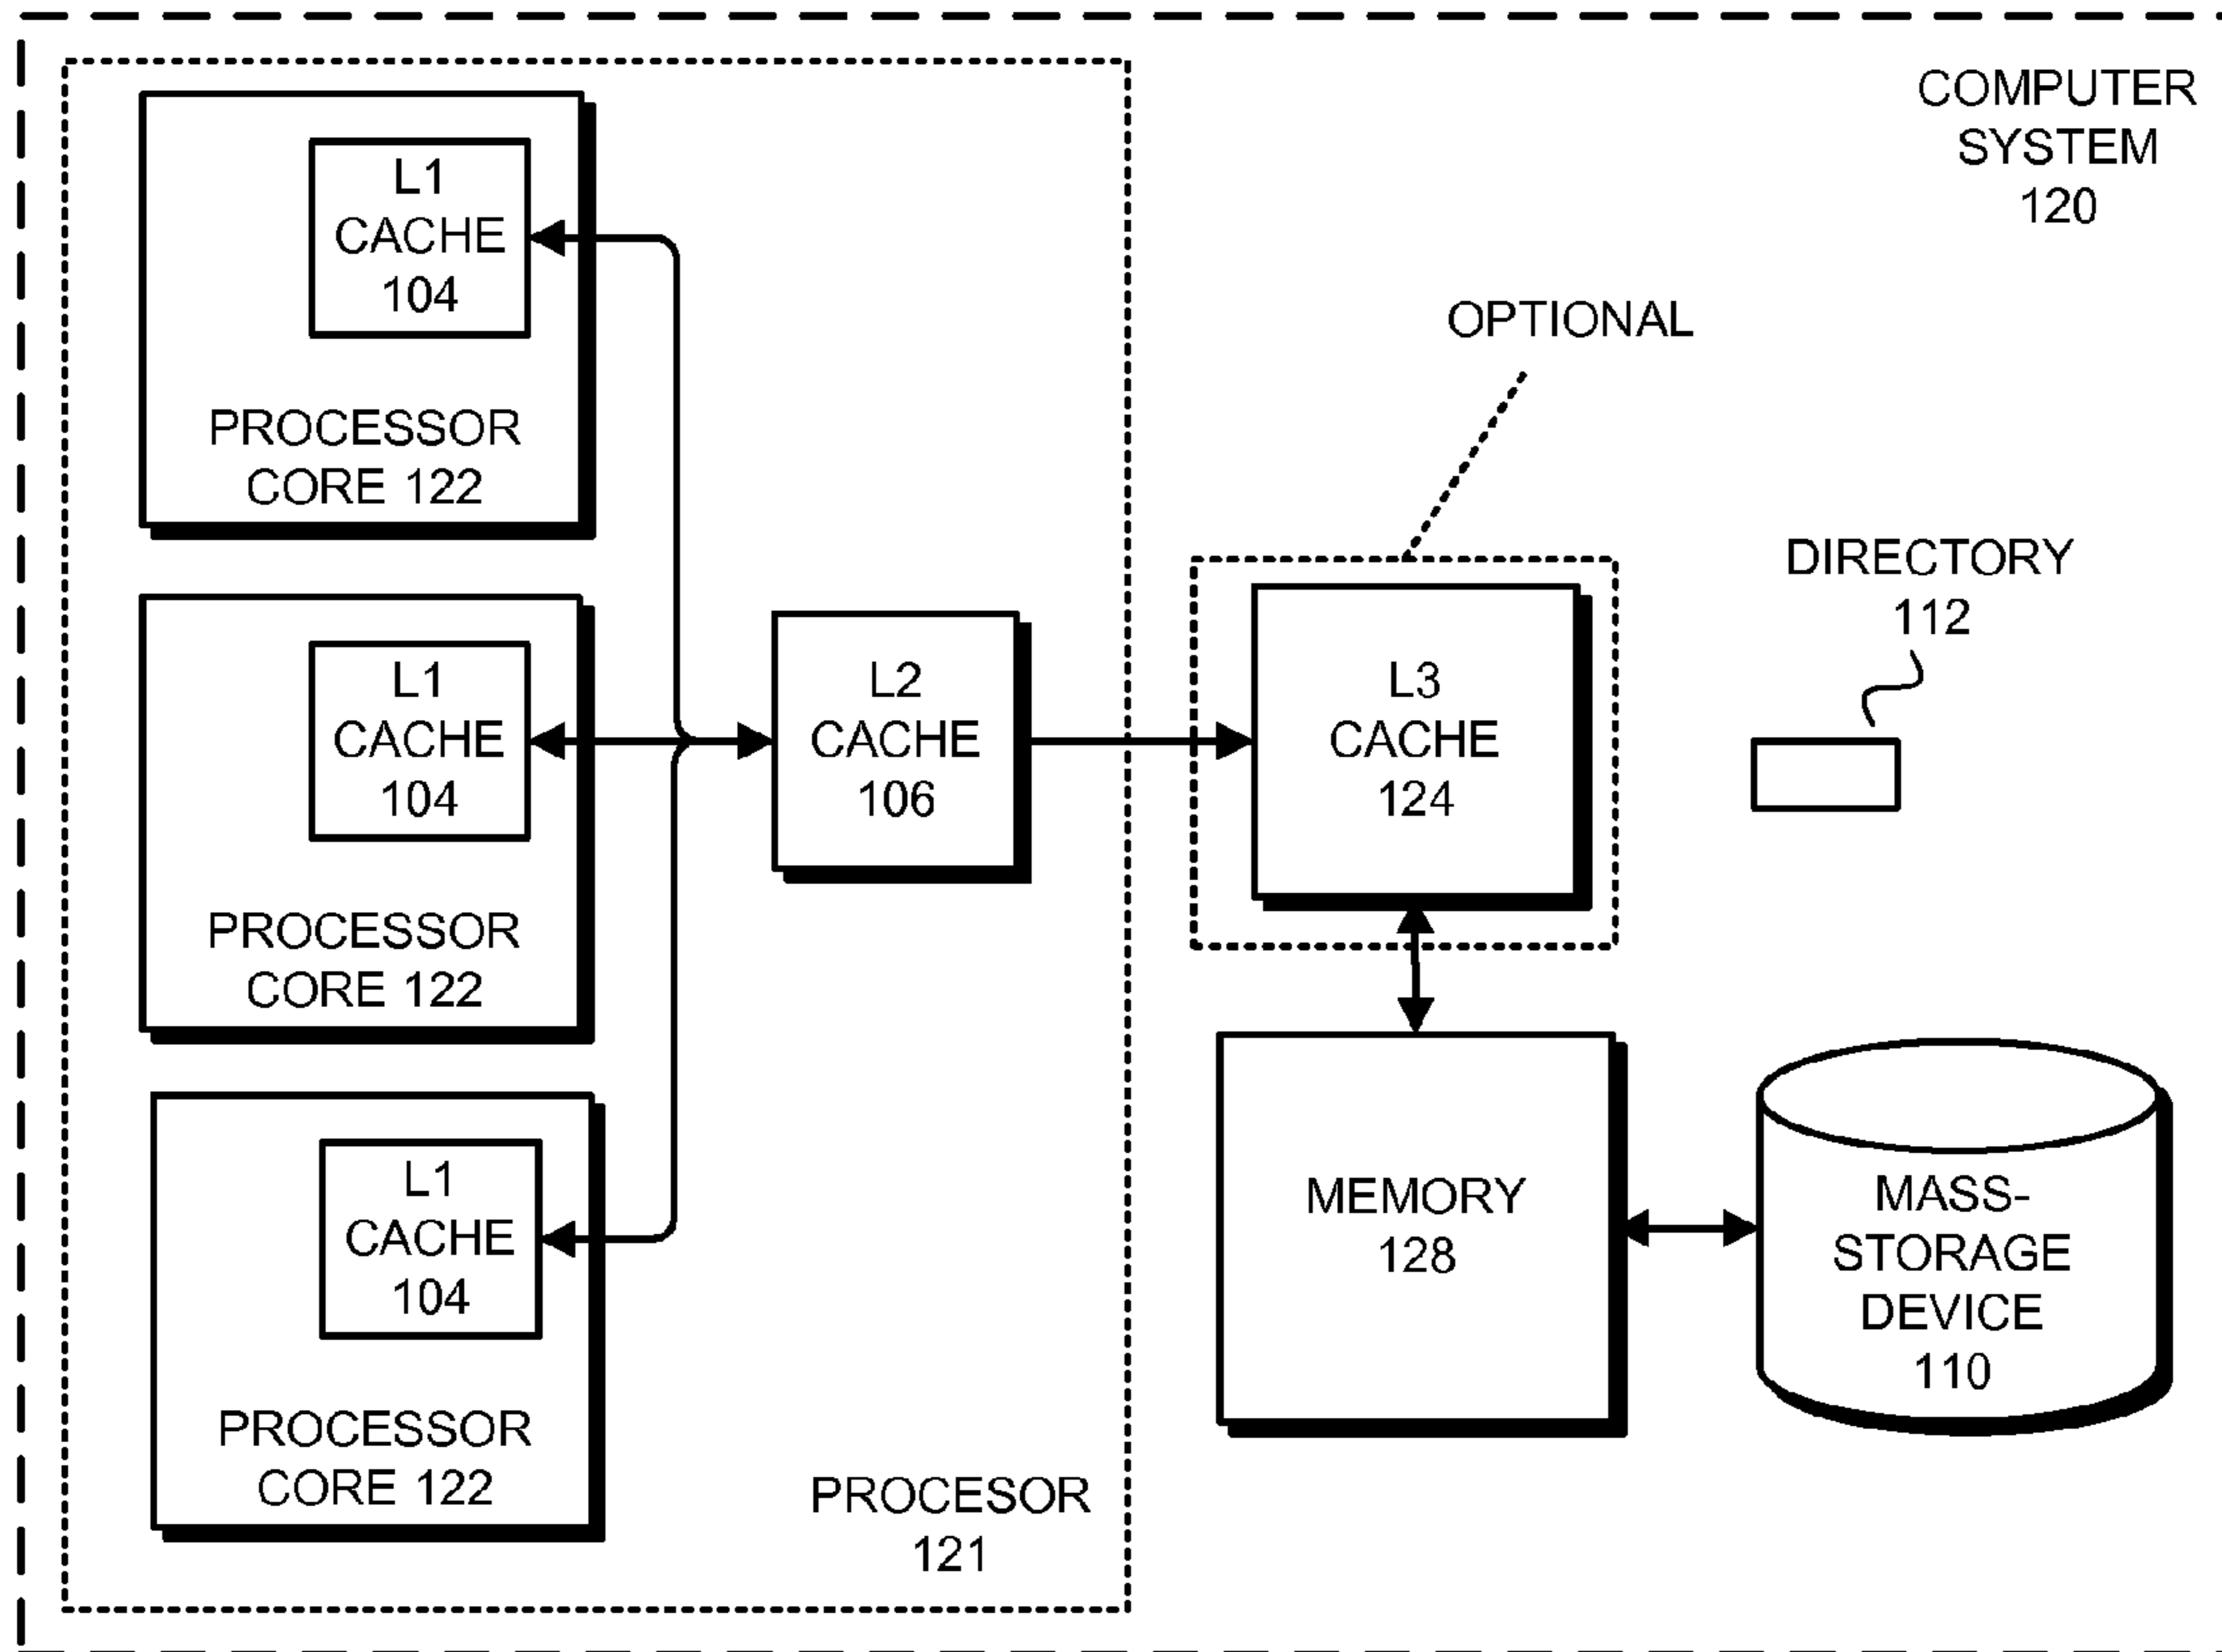 COMPUTER
SYSTEM
120
L1
CACHE
104
PROCESSOR
CORE 122
L1
CACHE
104
PROCESSOR
CORE 122
L1
CACHE
104
PROCESSOR
CORE 122
L2
CACHE
106
PROCESOR
121
OPTIONAL
L3
CACHE
124
DIRECTORY
112
MEMORY
128
MASS-
STORAGE
DEVICE
110